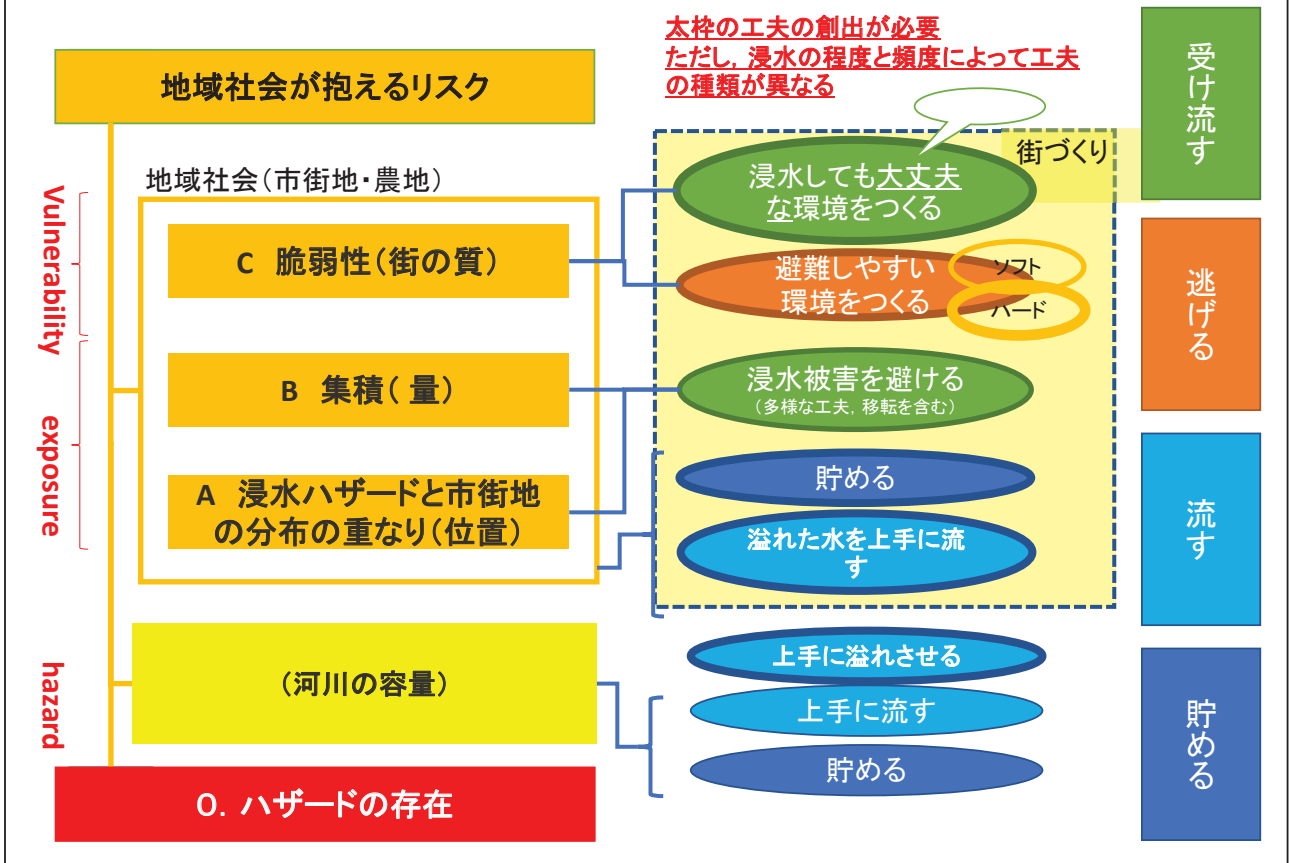 太枠の工夫の創出が必要
ただし, 浸水の程度と頻度によって工夫
の種類が異なる
地域社会が抱えるリスク
地域社会(市街地・農地)
Vulnerability
exposure
hazard
C 脆弱性(街の質)
B 集積( 量)
A 浸水ハザードと市街地
の分布の重なり(位置)
(河川の容量)
0. ハザードの存在
街づくり
浸水しても大丈夫
な環境をつくる
避難しやすい
環境をつくる
ソフト
ハード
浸水被害を避ける
(多様な工夫, 移転を含む)
貯める
溢れた水を上手に流
す
上手に溢れさせる
上手に流す
貯める
受け流す
逃げる
流す
貯める